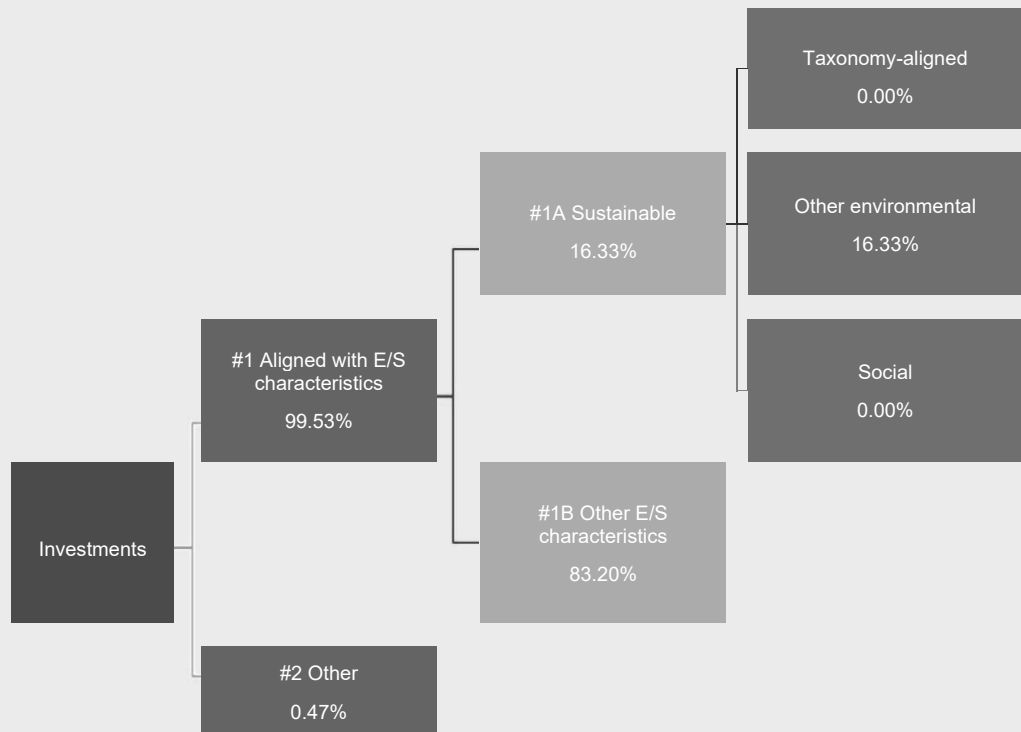 Investments
#1 Aligned with E/S
characteristics
99.53%
#2 Other
0.47%
#1A Sustainable
16.33%
#1B Other E/S
characteristics
83.20%
Taxonomy-aligned
0.00%
Other environmental
16.33%
Social
0.00%